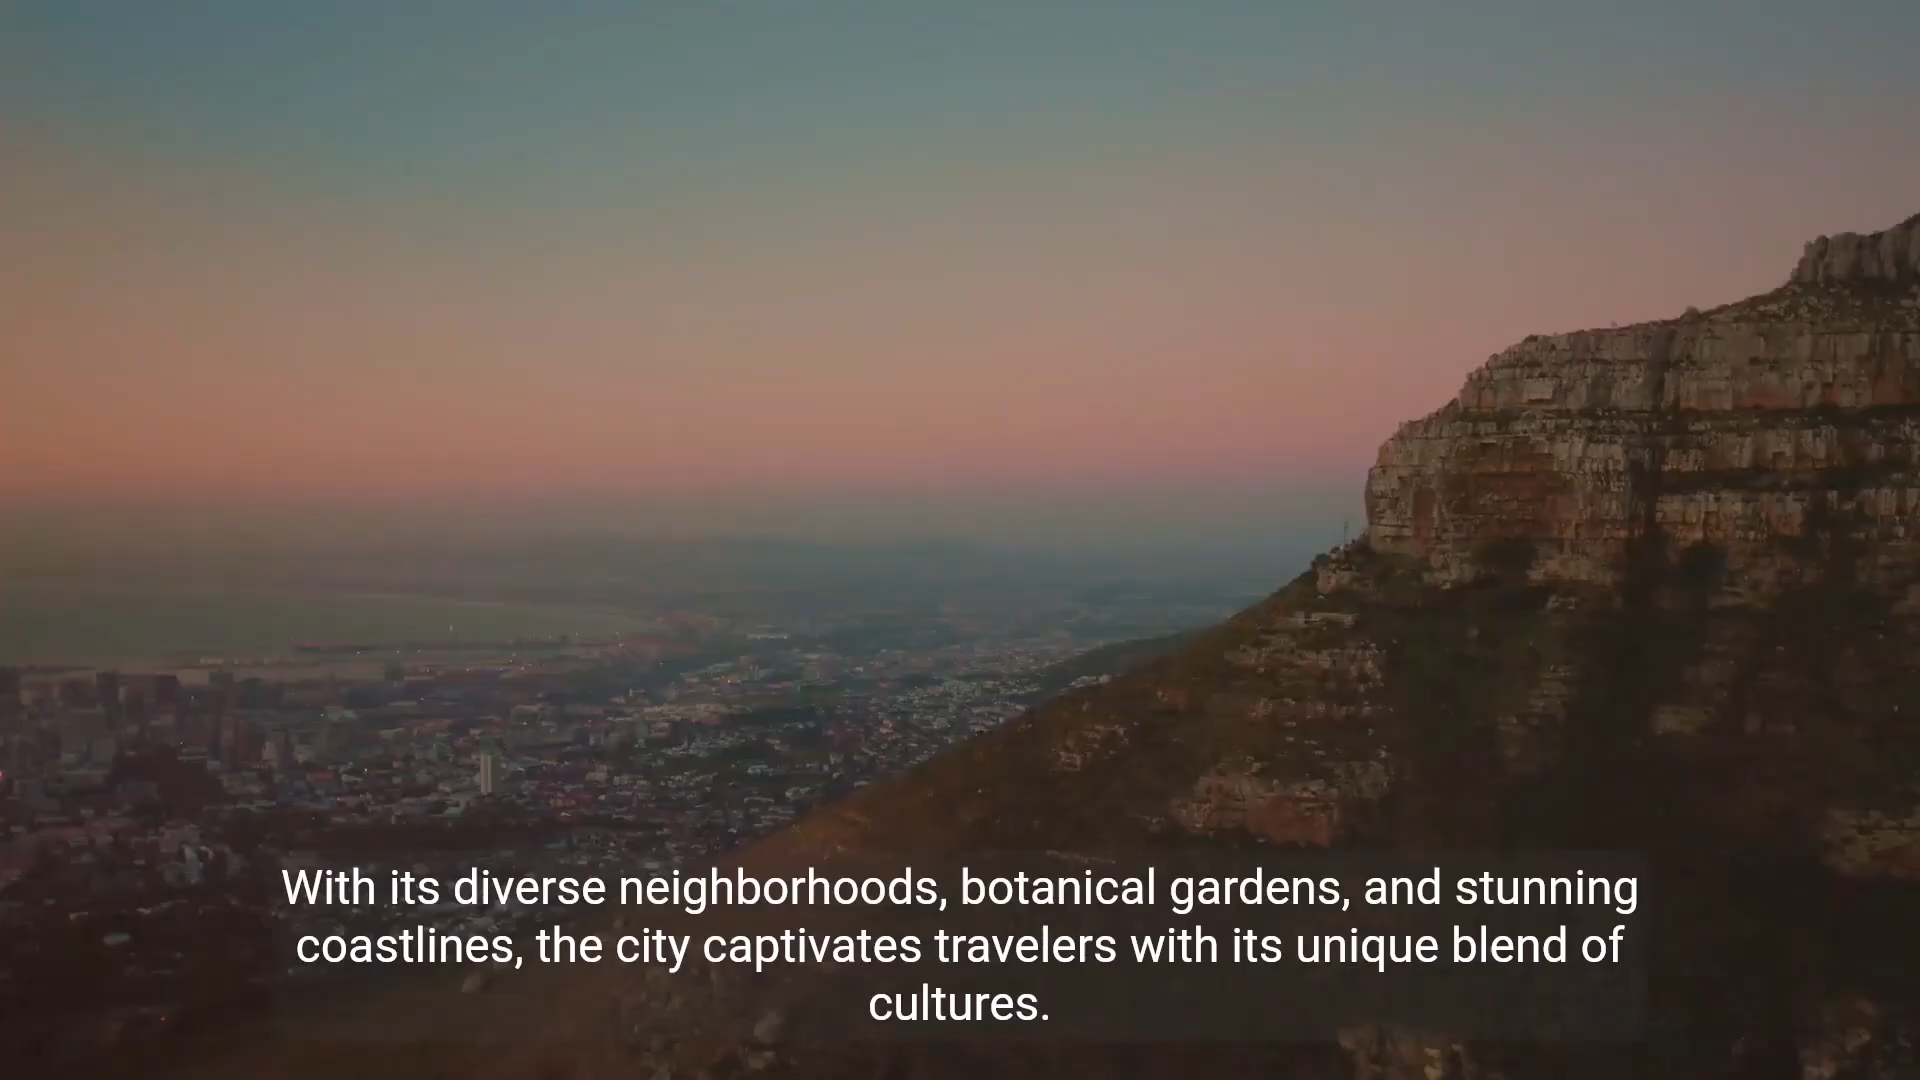 With its diverse neighborhoods, botanical gardens, and stunning
coastlines, the city captivates travelers with its unique blend of
cultures.